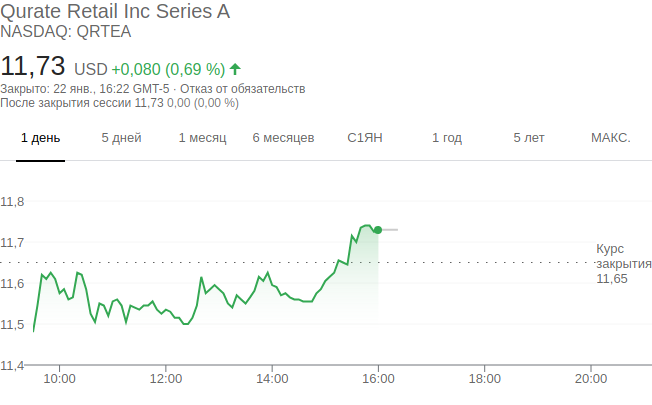 Qurate Retail Inc Series A
NASDAQ: QRTEA
11,73 USD +0,080 (0,69 %)
Закрыто: 22 янв., 16:22 GMT-5 · Отказ от обязательств
После закрытия сессии 11,73 0,00 (0,00 %)
1 день 5 дней 1 месяц 6 месяцев С1ЯН 1 год 5 лет МАКС.
11,8
11,7
Курс
закрытия
11,65
11,6
11,5
11,4
10:00 12:00 14:00 16:00 18:00 20:00